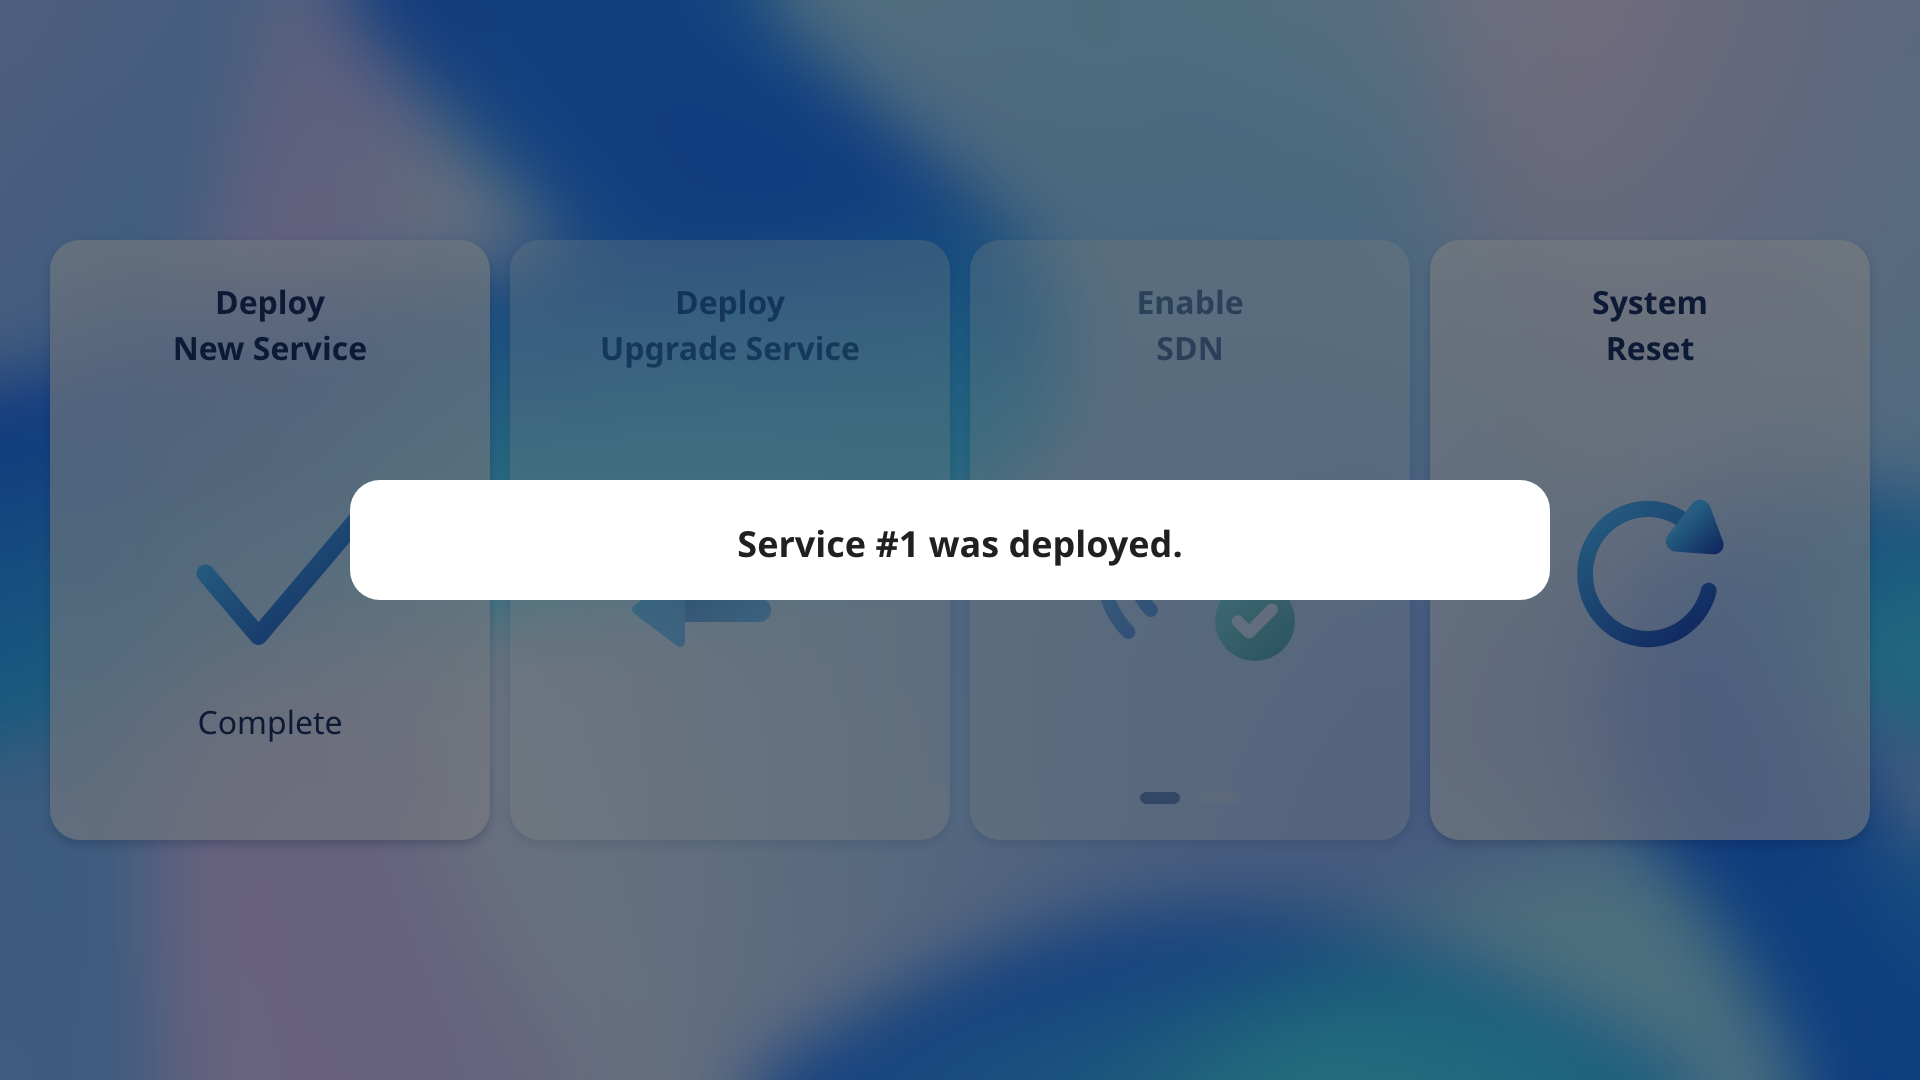 Deploy
New Service
Deploy
Upgrade Service
Enable
SDN
System
Reset
Service #1 was deployed.
Complete